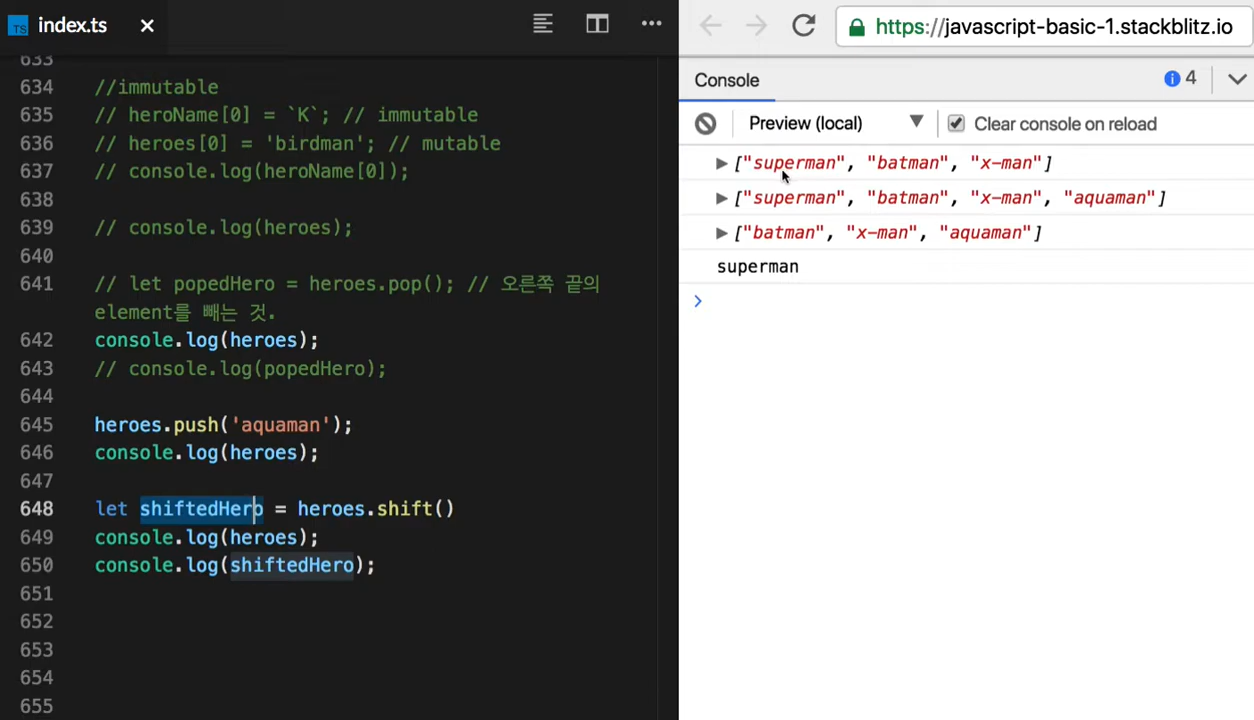 TS index.ts ×
https://javascript-basic-1.stackblitz.io
Console 4
Preview (local) Clear console on reload
633
634 //immutable
635 // heroName[0] = `K`; // immutable
636 // heroes[0] = 'birdman'; // mutable
637 // console.log(heroName[0]);
638
639 // console.log(heroes);
640
641 // let popedHero = heroes.pop(); // 오른쪽 끝의
element를 빼는 것.
642 console.log(heroes);
643 // console.log(popedHero);
644
645 heroes.push('aquaman');
646 console.log(heroes);
647
648 let shiftedHero = heroes.shift()
649 console.log(heroes);
650 console.log(shiftedHero);
651
652
653
654
655
["superman", "batman", "x-man"]
["superman", "batman", "x-man", "aquaman"]
["batman", "x-man", "aquaman"]
superman